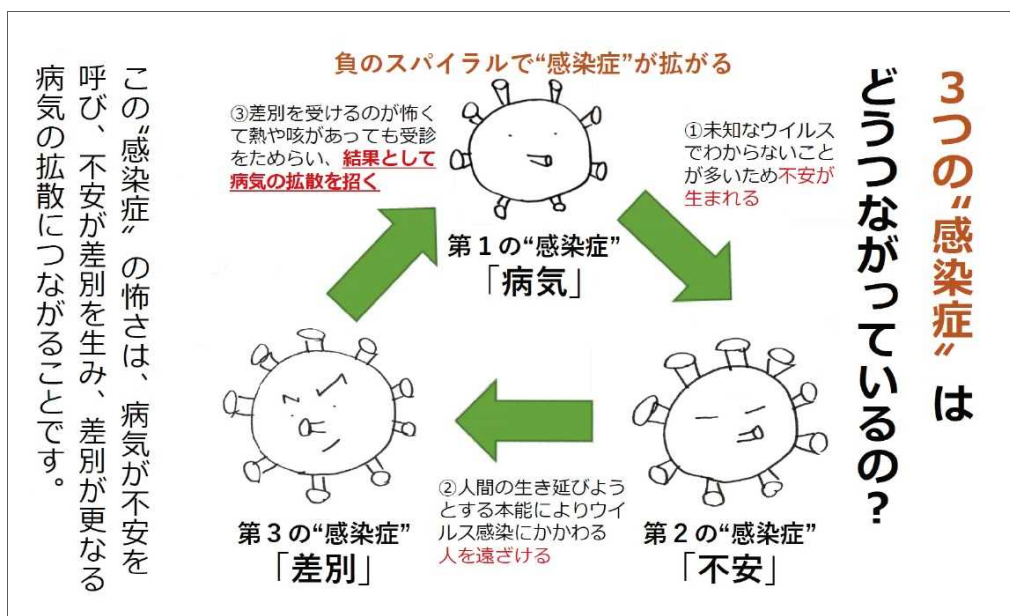 3つの“感染症”は
どうつながっているの？
負のスパイラルで“感染症”が拡がる
①未知なウイルス
でわからないこと
が多いため不安が
生まれる
第１の“感染症”
「病気」
②人間の生き延びよう
とする本能によりウイ
ルス感染にかかわる
人を遠ざける
第２の“感染症”
「不安」
③差別を受けるのが怖く
て熱や咳があっても受診
をためらい、結果として
病気の拡散を招く
第３の“感染症”
「差別」
この“感染症”の怖さは、病気が不安を
呼び、不安が差別を生み、差別が更なる
病気の拡散につながることです。